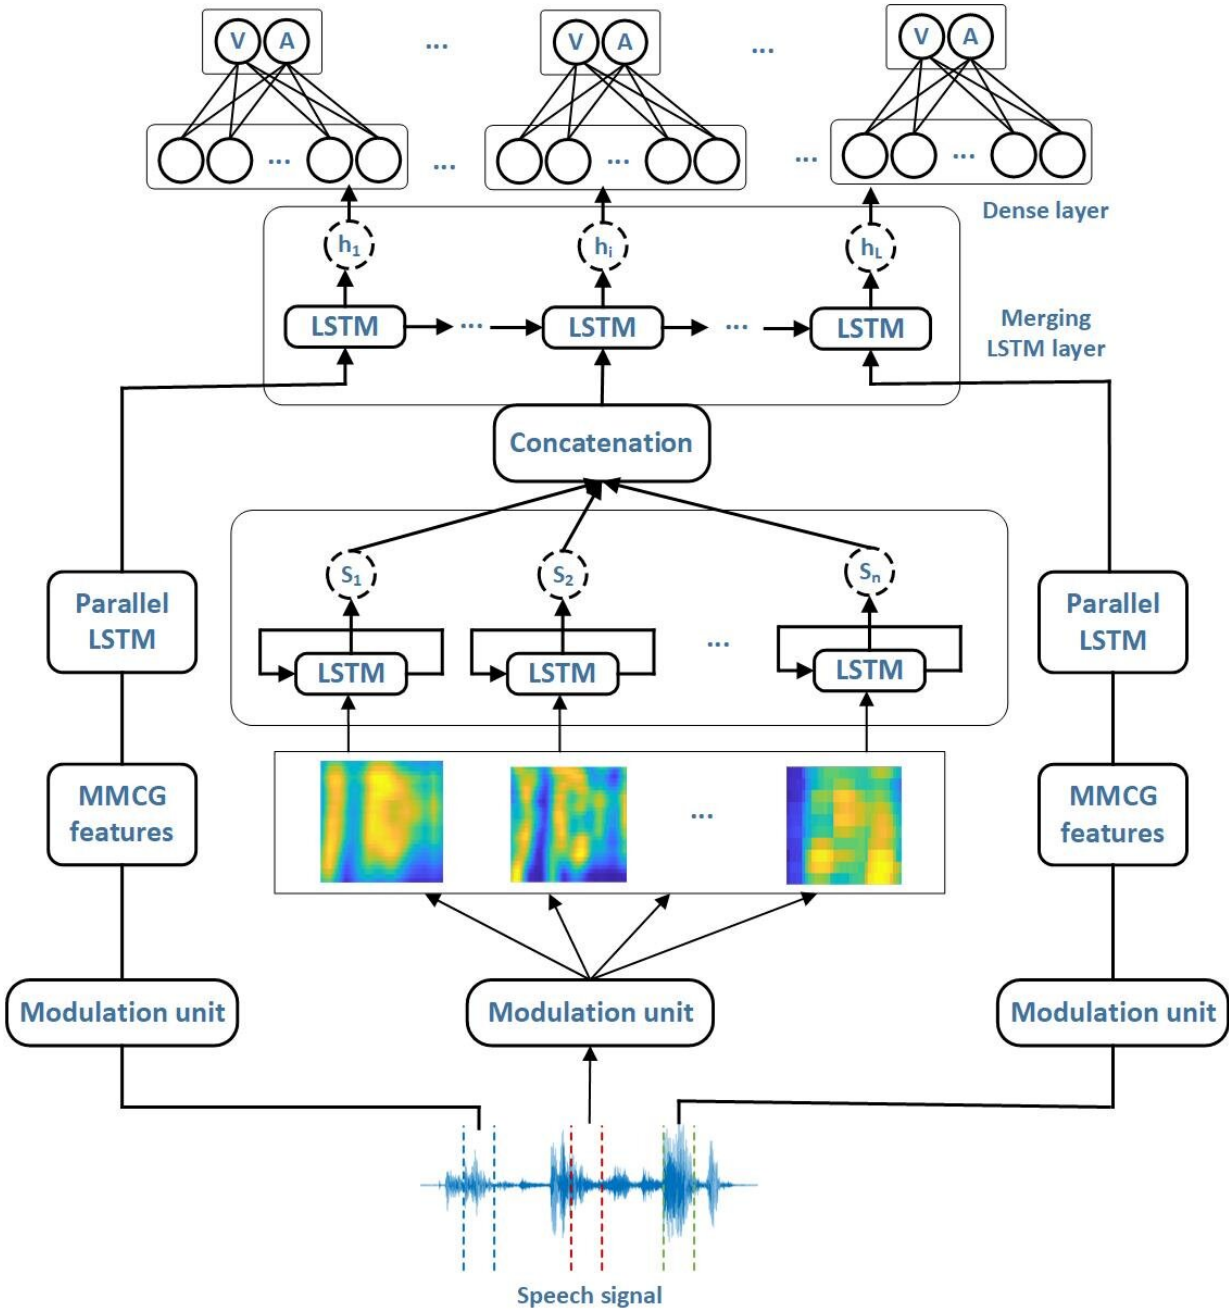 V A ... V A ... V A
... ... ... ... ...
Dense layer
h1 hi hL
LSTM ... LSTM ... LSTM
Merging
LSTM layer
Concatenation
S1 S2 Sn
Parallel
LSTM
LSTM LSTM ... LSTM
Parallel
LSTM
MMCG
features
...
MMCG
features
Modulation unit Modulation unit Modulation unit
Speech signal